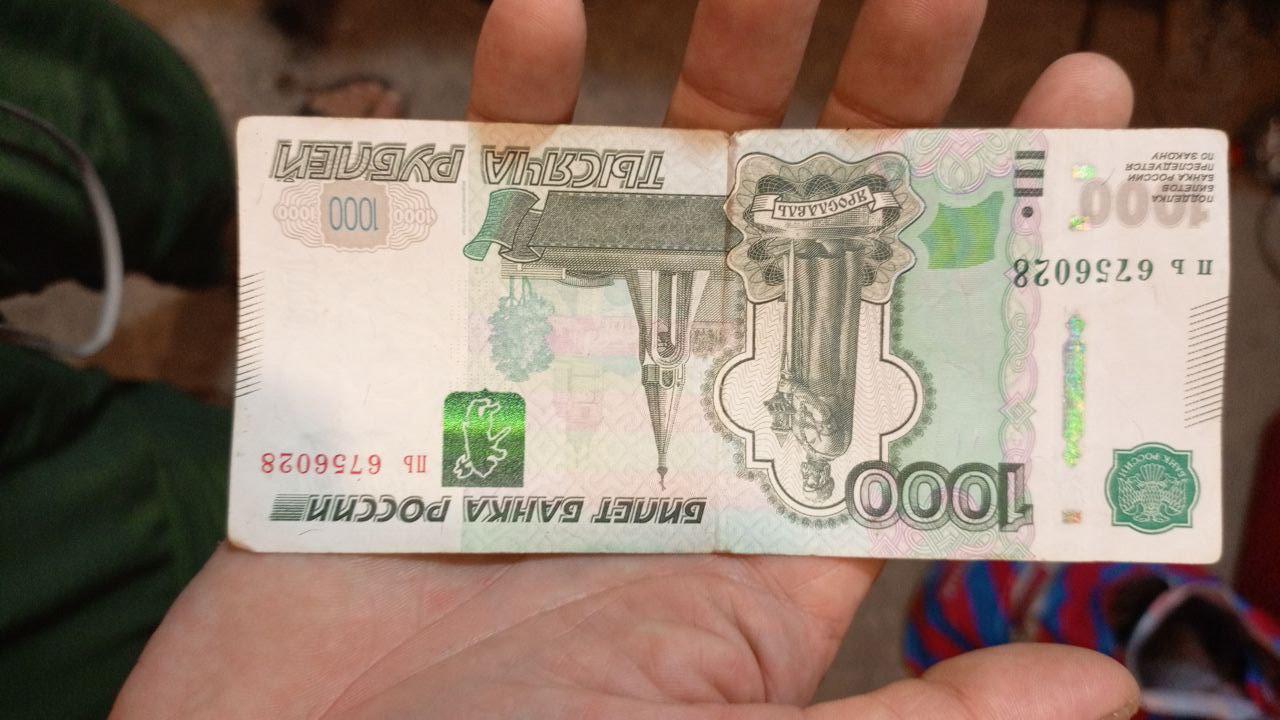 БАНК РОССИИ
1000
БИЛЕТ БАНКА РОССИИ
пь 6756028
пь 6756028
1000
ПОДДЕЛКА
БИЛЕТОВ
БАНКА РОССИИ
ПРЕСЛЕДУЕТСЯ
ПО ЗАКОНУ
ЯРОСЛАВЛЬ
1000 1000 1000
ТЫСЯЧА РУБЛЕЙ